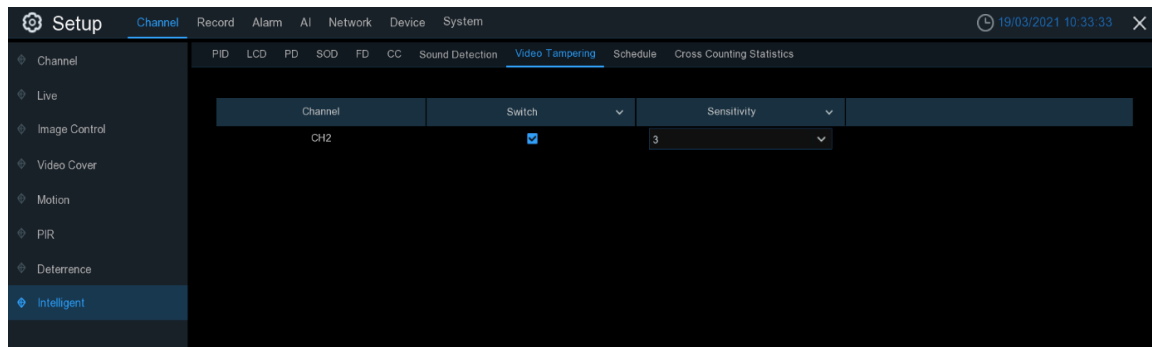 Setup Channel Record Alarm AI Network Device System 19/03/2021 10:33:33
PID LCD PD SOD FD CC Sound Detection Video Tampering Schedule Cross Counting Statistics
Channel
Live
Image Control
Video Cover
Motion
PIR
Deterrence
Intelligent
Channel Switch Sensitivity
CH2 3